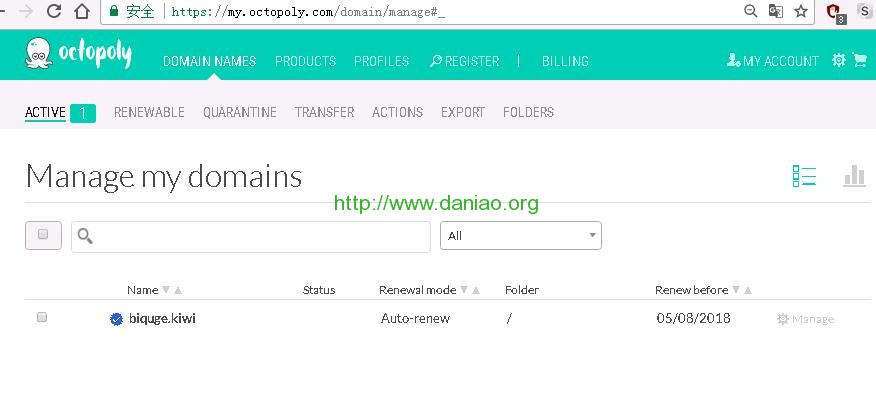 安全 https://my.octopoly.com/domain/manage#_
3
S
octopoly DOMAIN NAMES PRODUCTS PROFILES REGISTER | BILLING MY ACCOUNT
ACTIVE 1 RENEWABLE QUARANTINE TRANSFER ACTIONS EXPORT FOLDERS
Manage my domains
http://www.daniao.org
All
Name Status Renewal mode Folder Renew before
biquge.kiwi Auto-renew / 05/08/2018 Manage